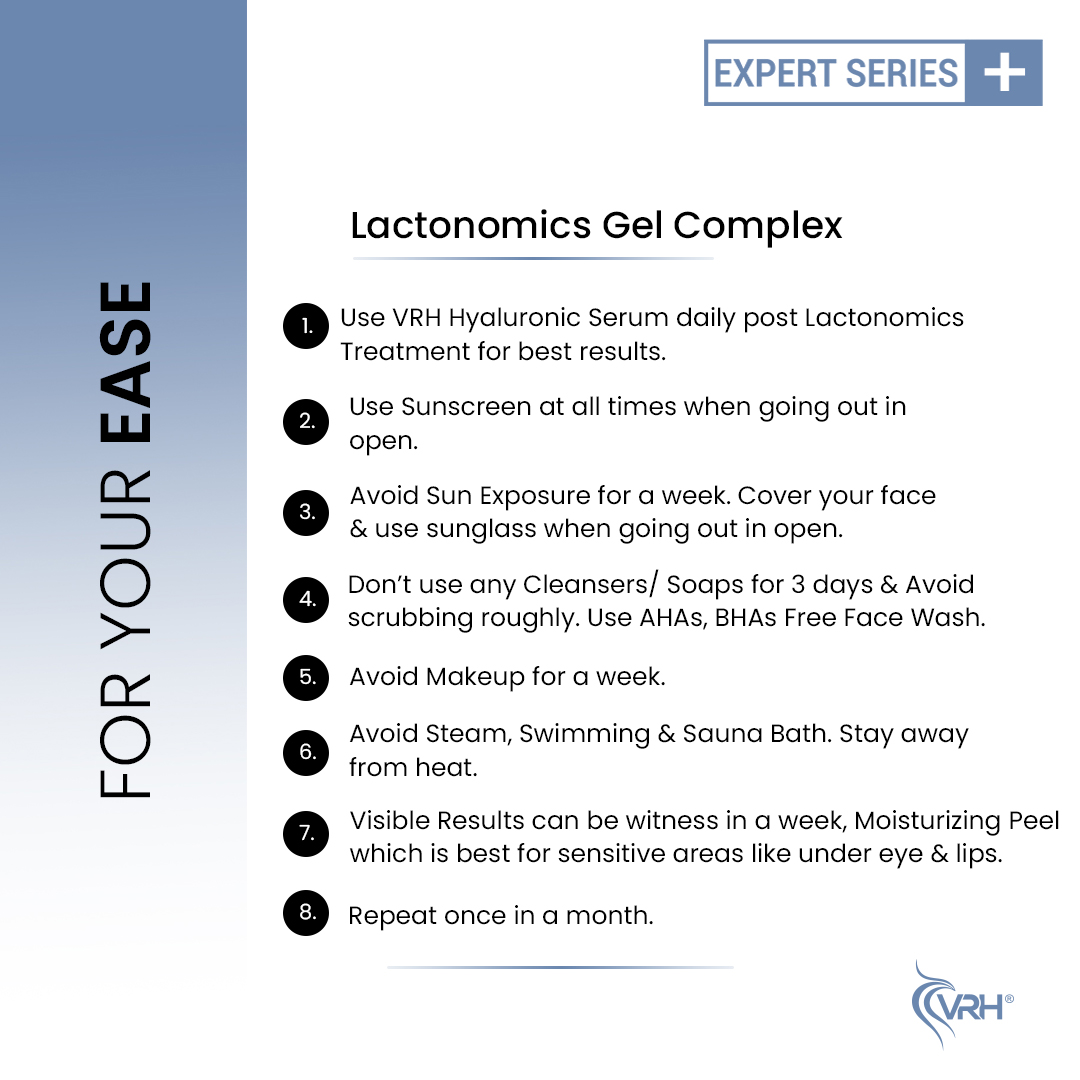 EXPERT SERIES +
FOR YOUR EASE
Lactonomics Gel Complex
1. Use VRH Hyaluronic Serum daily post Lactonomics
Treatment for best results.
2. Use Sunscreen at all times when going out in
open.
3. Avoid Sun Exposure for a week. Cover your face
& use sunglass when going out in open.
4. Don’t use any Cleansers/ Soaps for 3 days & Avoid
scrubbing roughly. Use AHAs, BHAs Free Face Wash.
5. Avoid Makeup for a week.
6. Avoid Steam, Swimming & Sauna Bath. Stay away
from heat.
7. Visible Results can be witness in a week, Moisturizing Peel
which is best for sensitive areas like under eye & lips.
8. Repeat once in a month.
VRH®